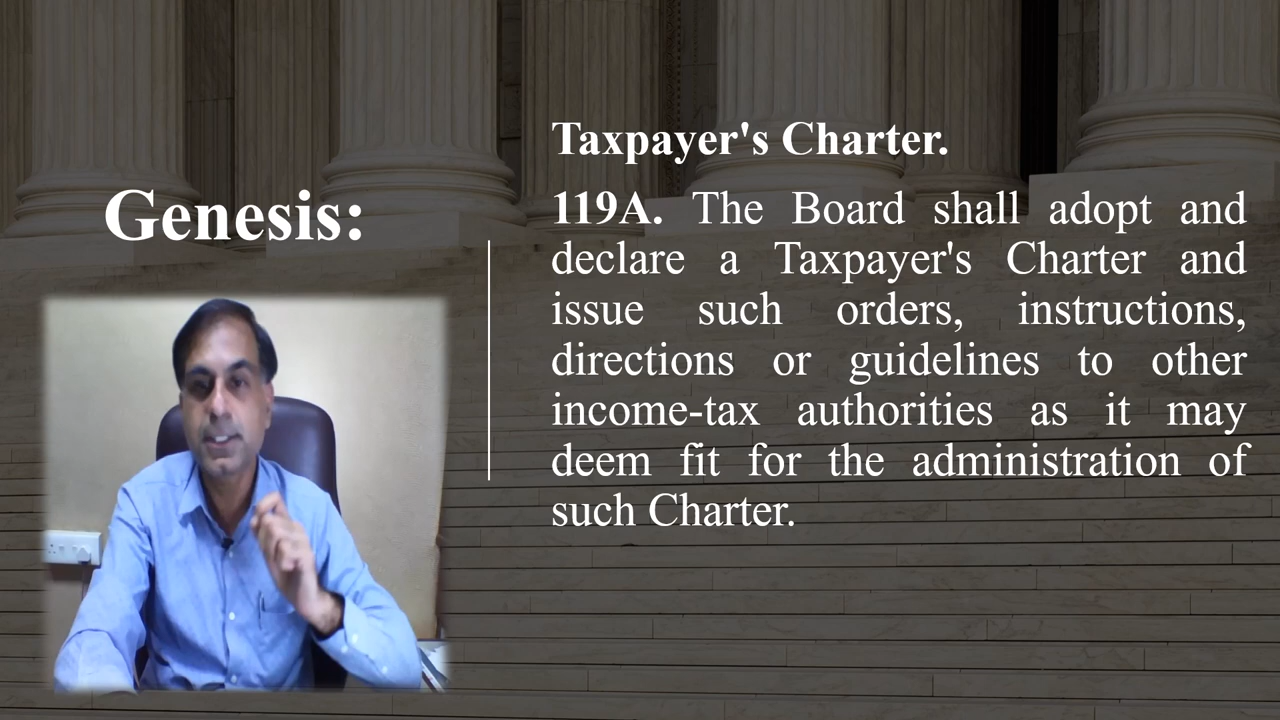 Genesis:
Taxpayer's Charter.
119A. The Board shall adopt and
declare a Taxpayer's Charter and
issue such orders, instructions,
directions or guidelines to other
income-tax authorities as it may
deem fit for the administration of
such Charter.